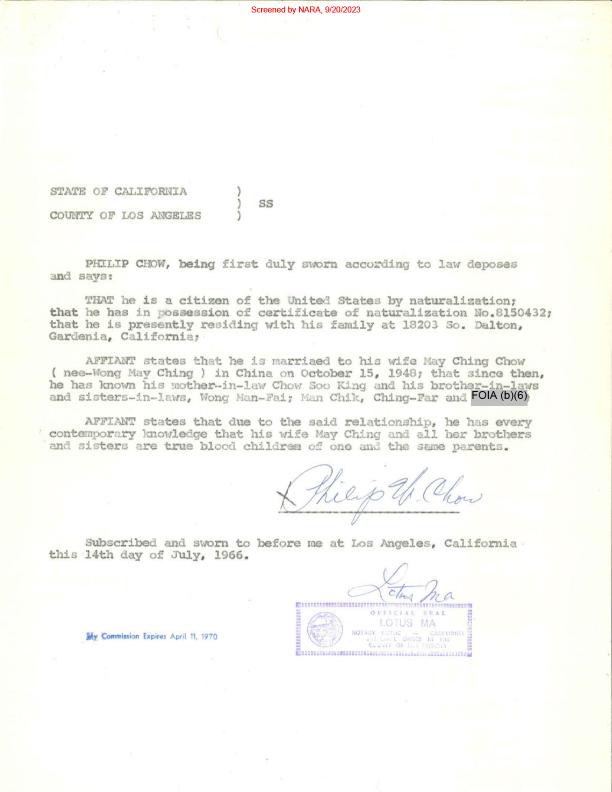 Screened by NARA, 9/20/2023
STATE OF CALIFORNIA )
) SS
COUNTY OF LOS ANGELES )
PHILIP CHOW, being first duly sworn according to law deposes
and says:
THAT he is a citizen of the United States by naturalization;
that he has in possession of certificate of naturalization No.8150432;
that he is presently residing with his family at 18203 So. Dalton,
Gardenia, California;
AFFIANT states that he is marriaed to his wife May Ching Chow
( nee-Wong May Ching ) in China on October 15, 1948; that since then,
he has known his mother-in-law Chow Soo King and his brother-in-laws
and sisters-in-laws, Wong Man-Fai; Man Chik, Ching-Far and FOIA (b)(6)
AFFIANT states that due to the said relationship, he has every
contemporary knowledge that his wife May Ching and all her brothers
and sisters are true blood children of one and the same parents.
X Philip W. Chow
Subscribed and sworn to before me at Los Angeles, California
this 14th day of July, 1966.
Lotus Ma
OFFICIAL SEAL
LOTUS MA
NOTARY PUBLIC — CALIFORNIA
PRINCIPAL OFFICE IN THE
COUNTY OF LOS ANGELES
My Commission Expires April 11, 1970